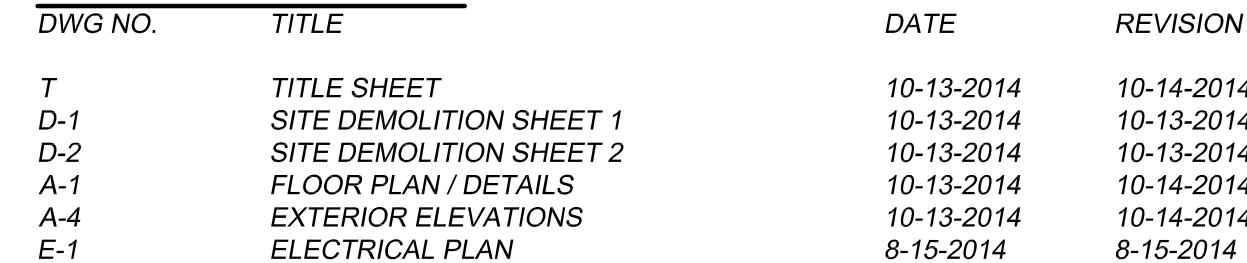 DWG NO. TITLE DATE REVISION
T TITLE SHEET 10-13-2014 10-14-2014
D-1 SITE DEMOLITION SHEET 1 10-13-2014 10-13-2014
D-2 SITE DEMOLITION SHEET 2 10-13-2014 10-13-2014
A-1 FLOOR PLAN / DETAILS 10-13-2014 10-14-2014
A-4 EXTERIOR ELEVATIONS 10-13-2014 10-14-2014
E-1 ELECTRICAL PLAN 8-15-2014 8-15-2014